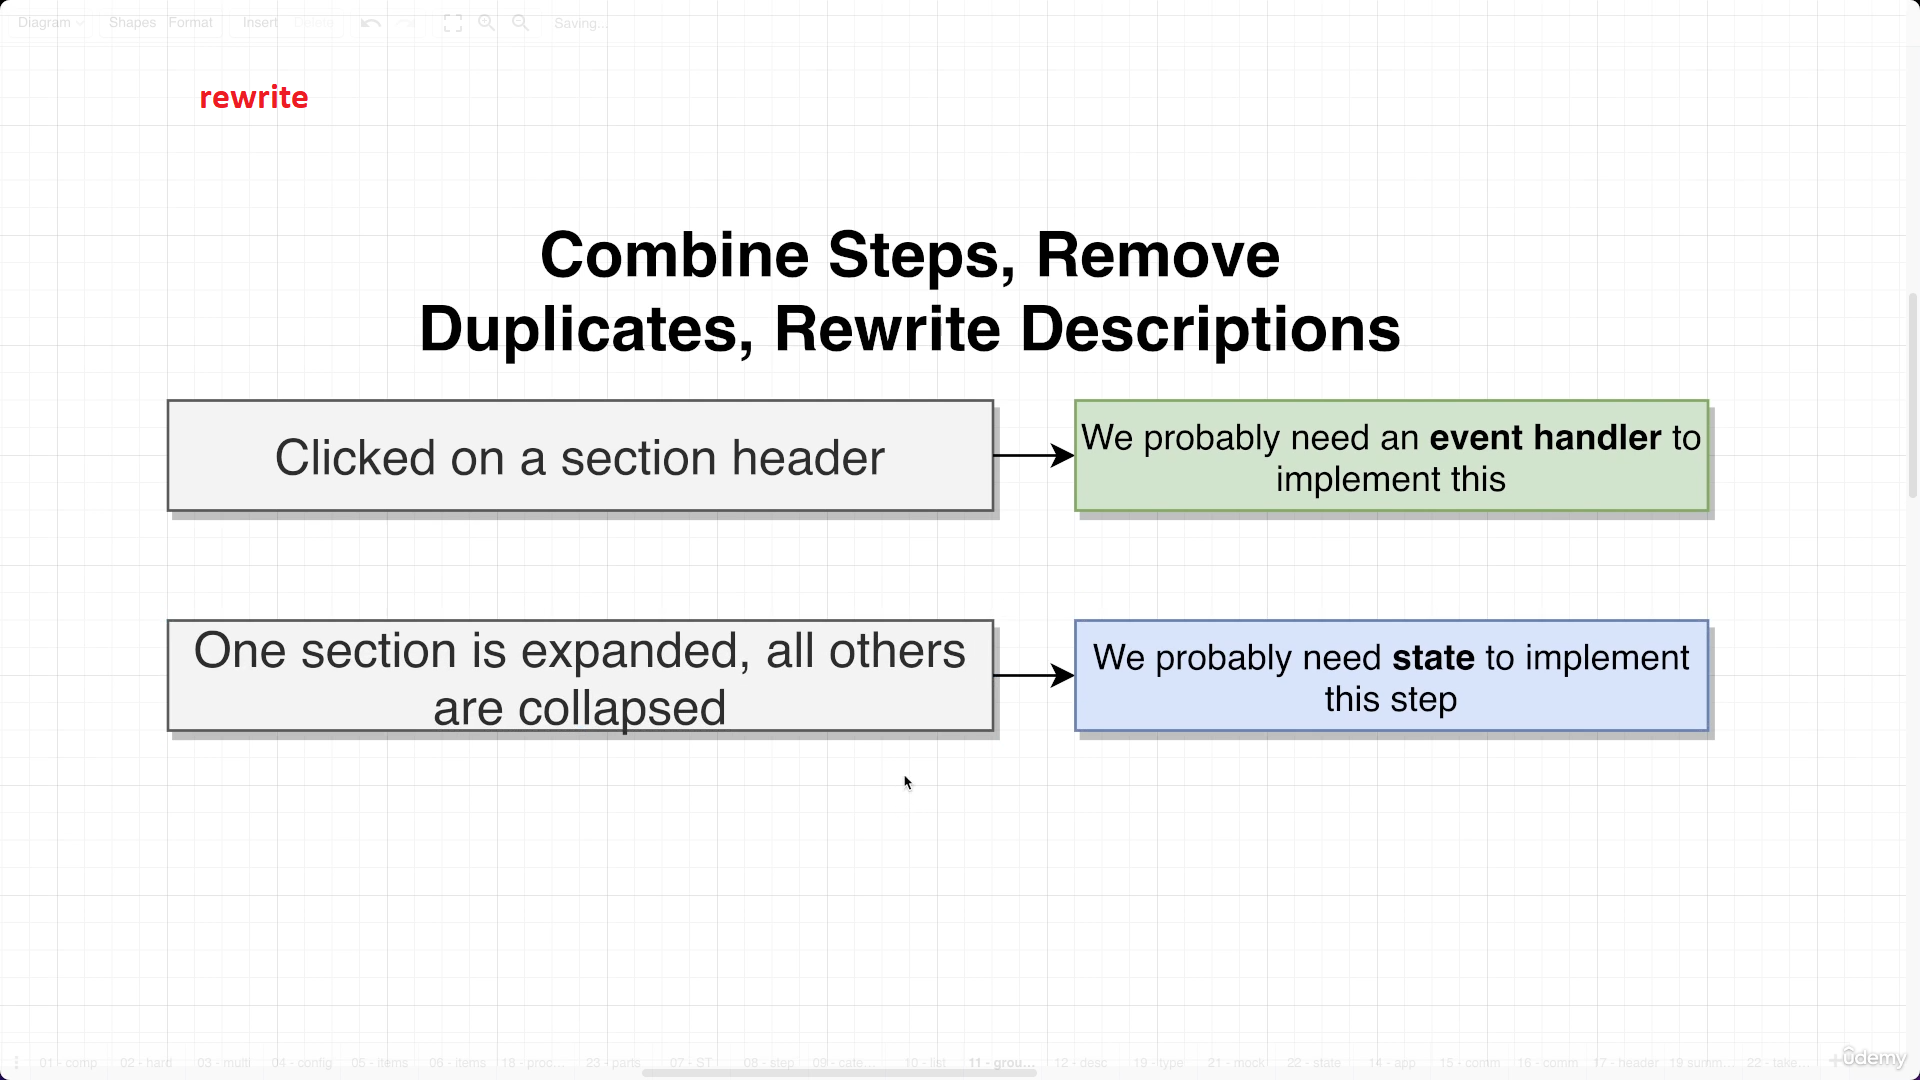 Diagram Shapes Format Insert Delete Saving...
rewrite
Combine Steps, Remove
Duplicates, Rewrite Descriptions
Clicked on a section header
We probably need an event handler to
implement this
One section is expanded, all others
are collapsed
We probably need state to implement
this step
01 - comp 02 - hard 03 - multi 04 - config 05 - items 06 - items 18 - proc... 23 - parts 07 - ST 08 - step 09 - cate... 10 - list 11 - grou... 12 - desc 19 - type 21 - mock 22 - state 14 - app 15 - comm 16 - comm 17 - header 19 summ... 22 - take...
ûdemy